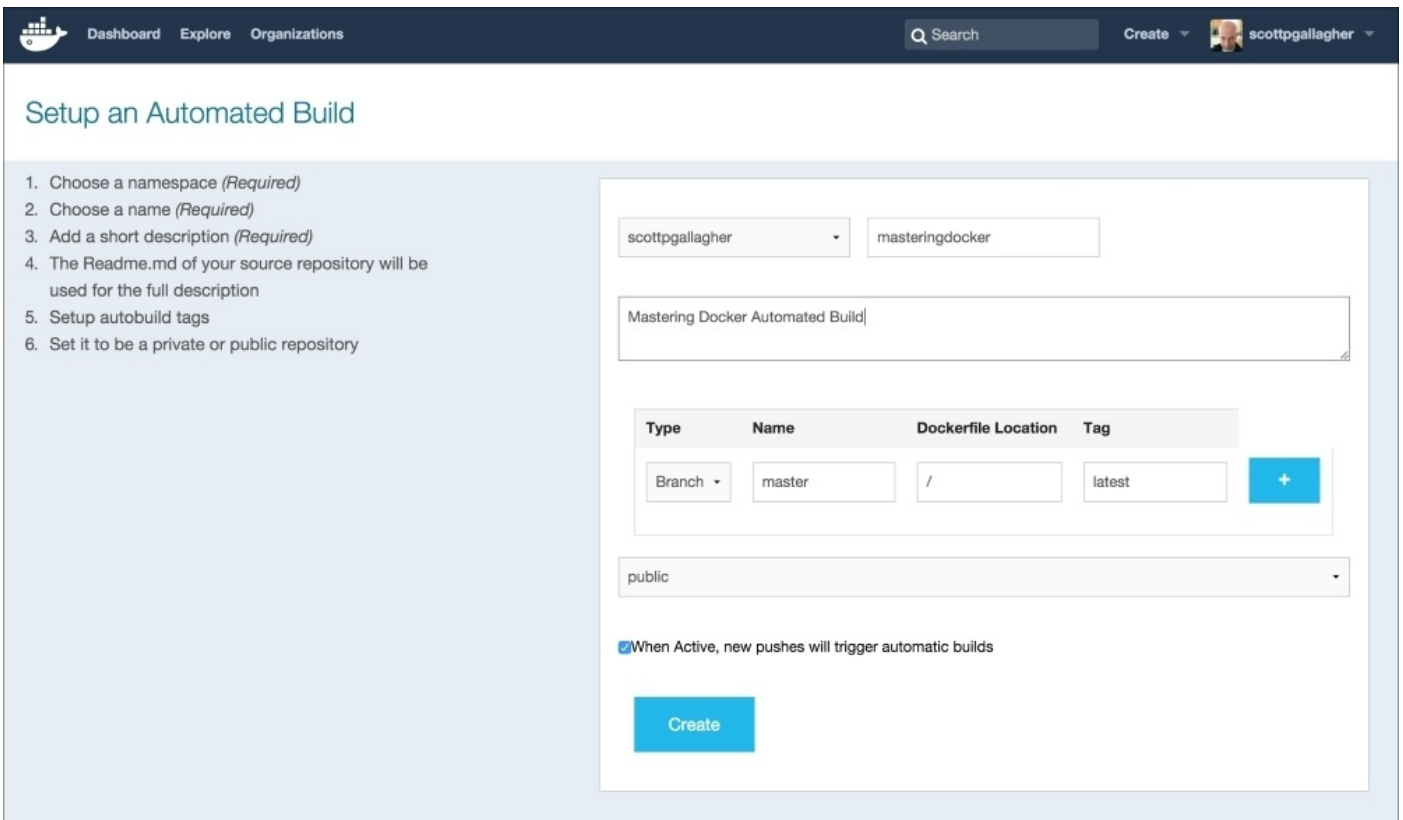 Dashboard Explore Organizations Search Create scottpgallagher
Setup an Automated Build
1. Choose a namespace (Required)
2. Choose a name (Required)
3. Add a short description (Required)
4. The Readme.md of your source repository will be
used for the full description
5. Setup autobuild tags
6. Set it to be a private or public repository
scottpgallagher masteringdocker
Mastering Docker Automated Build
Type Name Dockerfile Location Tag
Branch master / latest +
public
When Active, new pushes will trigger automatic builds
Create